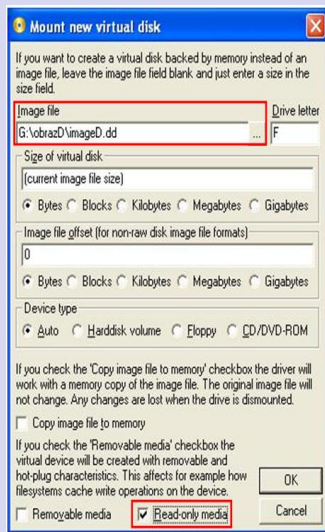 Mount new virtual disk
If you want to create a virtual disk backed by memory instead of an
image file, leave the image file field blank and just enter a size in the
size field.
Image file
Drive letter
G:\obrazD\imageD.dd
...
F
Size of virtual disk
(current image file size)
Bytes Blocks Kilobytes Megabytes Gigabytes
Image file offset (for non-raw disk image file formats)
0
Bytes Blocks Kilobytes Megabytes Gigabytes
Device type
Auto Harddisk volume Floppy CD/DVD-ROM
If you check the 'Copy image file to memory' checkbox the driver will
work with a memory copy of the image file. The original image file will
not change. Any changes are lost when the drive is dismounted.
Copy image file to memory
If you check the 'Removable media' checkbox the
virtual device will be created with removable and
hot-plug characteristics. This affects for example how
filesystems cache write operations on the device.
OK
Removable media Read-only media
Cancel